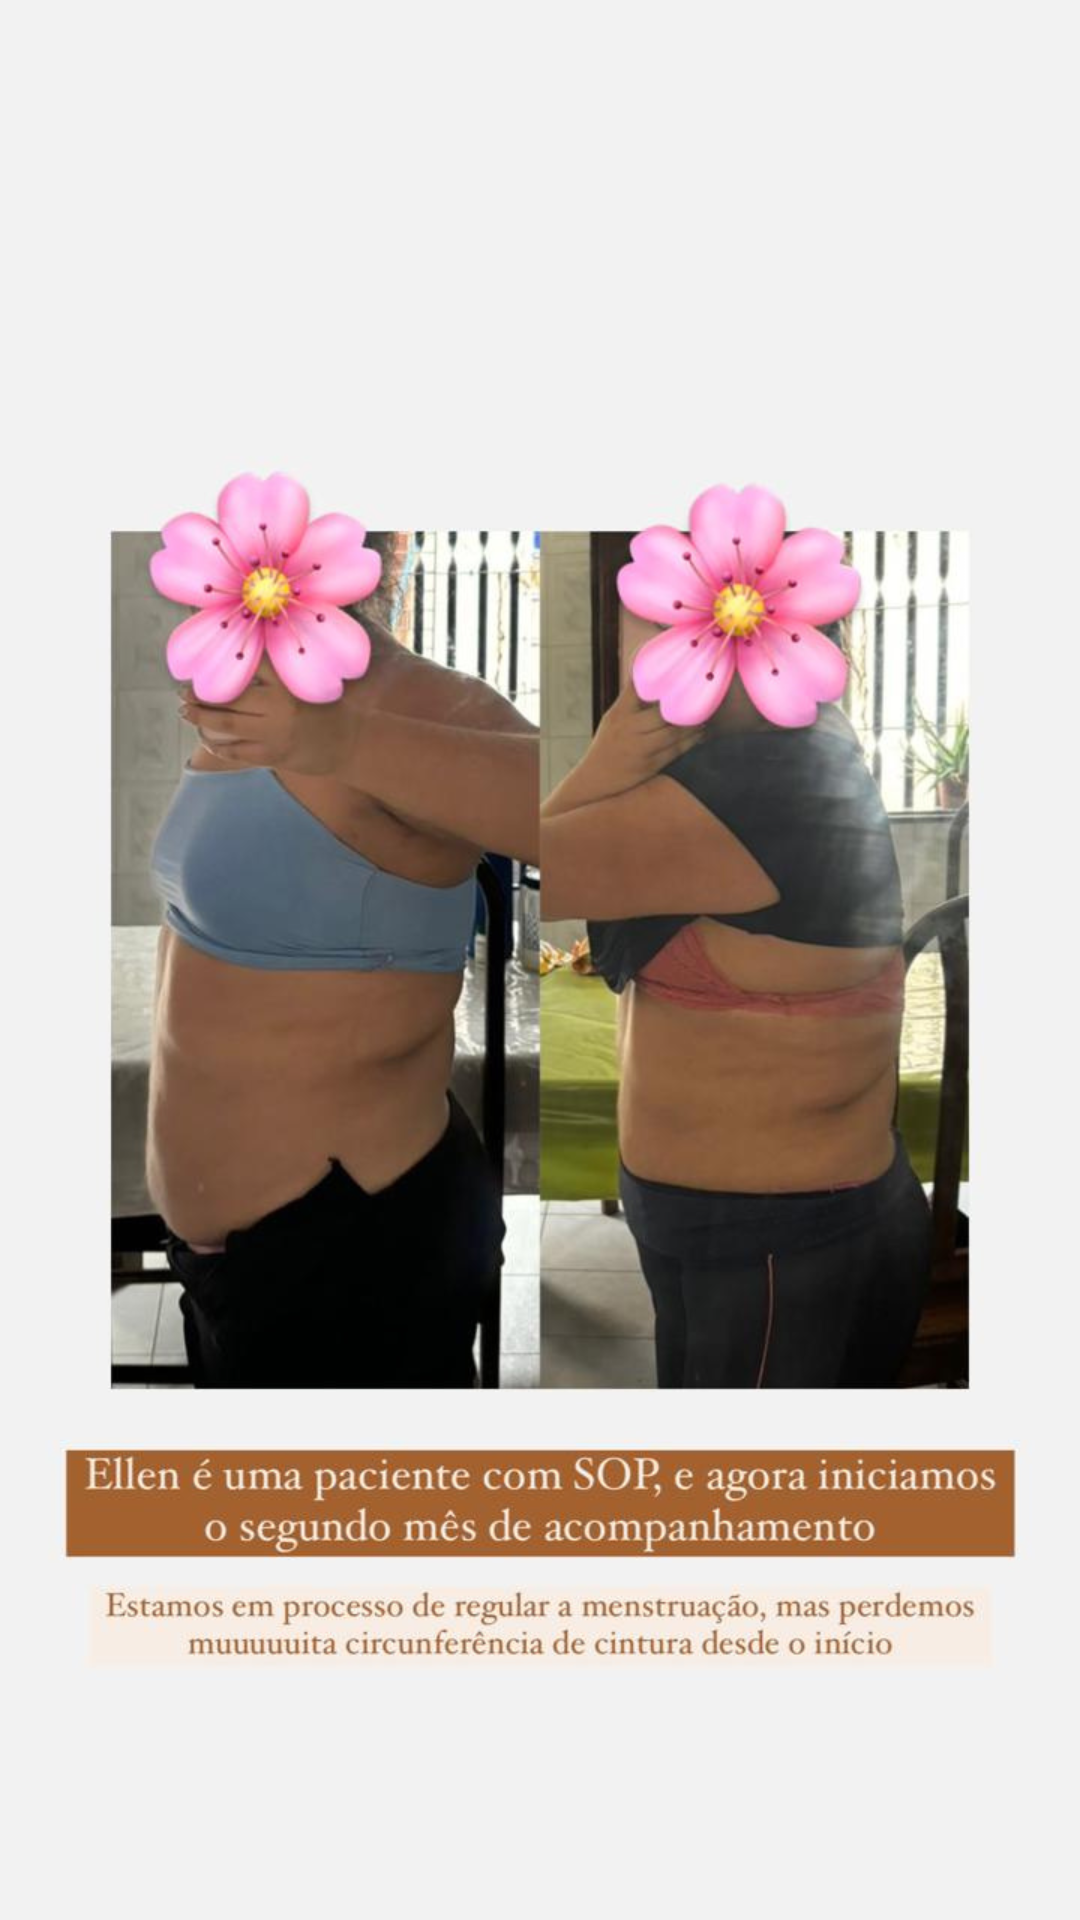 Ellen é uma paciente com SOP, e agora iniciamos
o segundo mês de acompanhamento
Estamos em processo de regular a menstruação, mas perdemos
muuuuuita circunferência de cintura desde o início